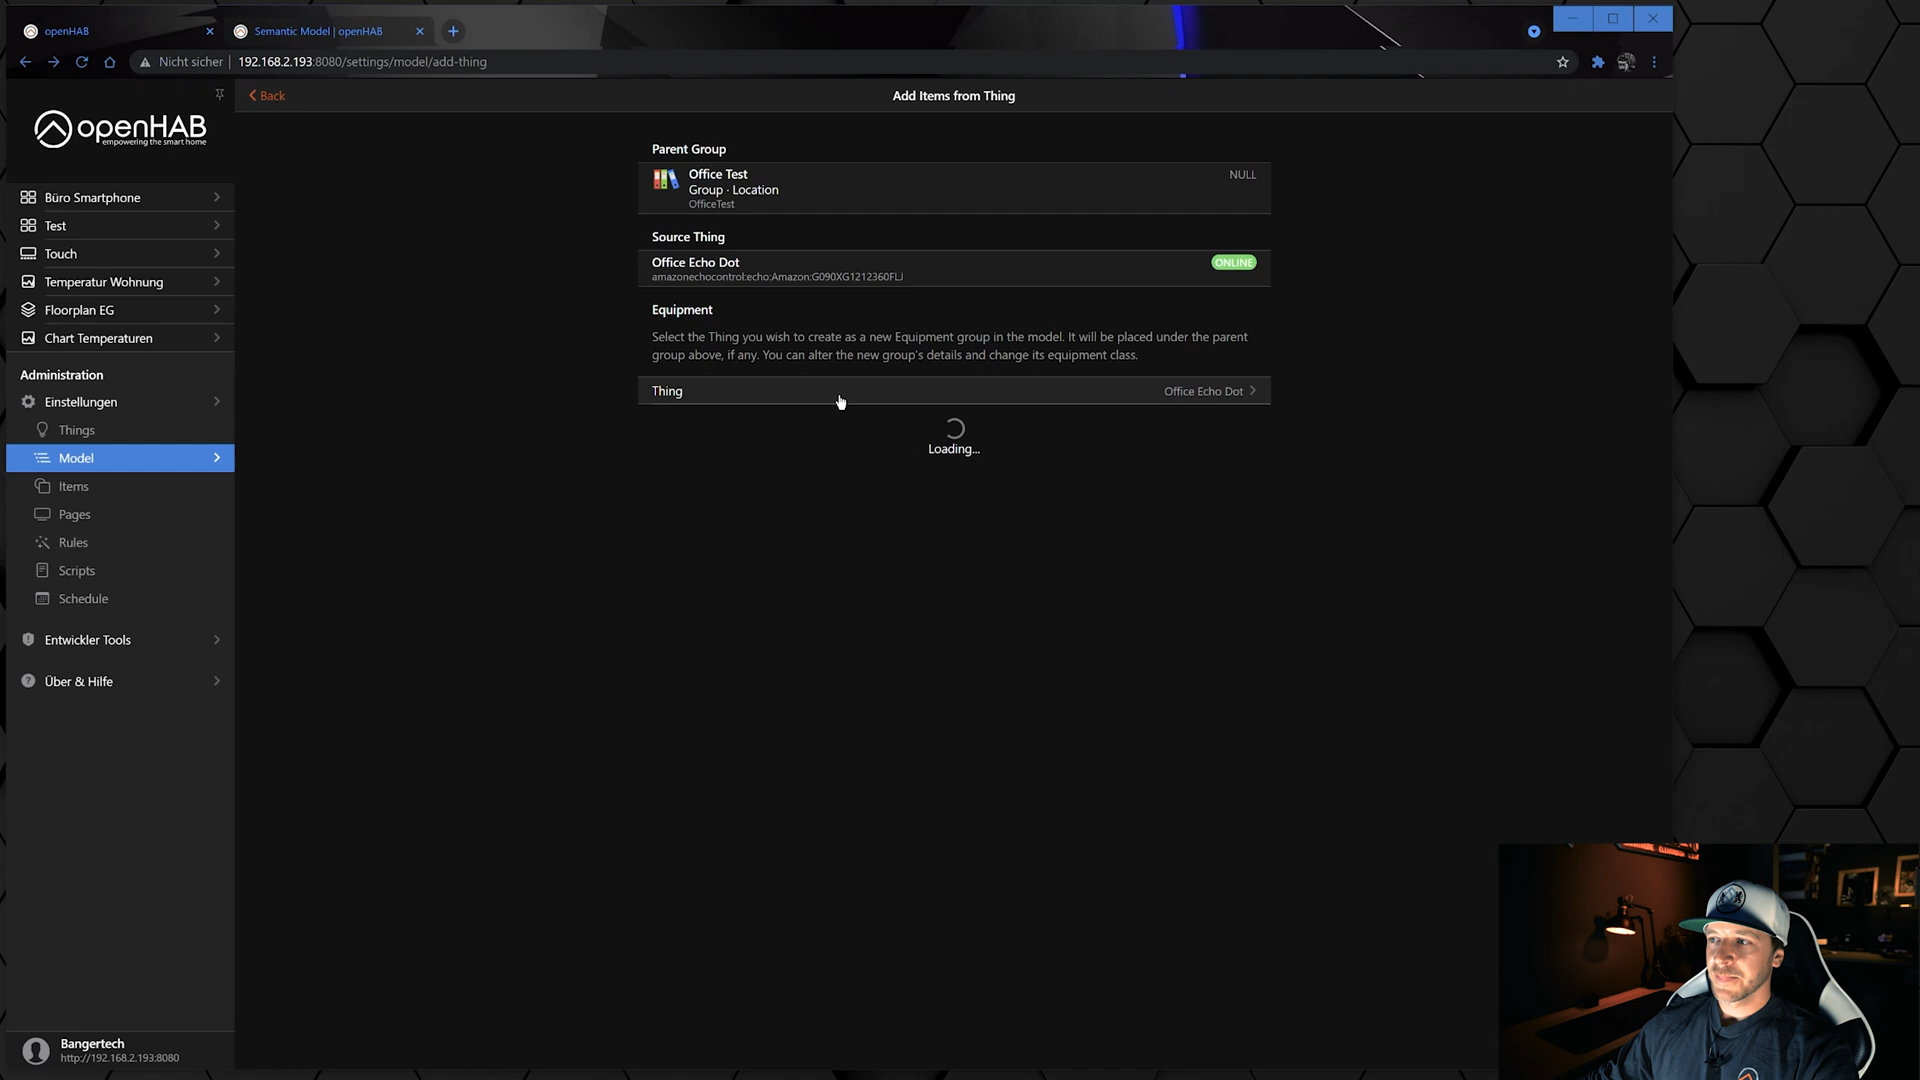 openHAB
Semantic Model | openHAB
Nicht sicher
192.168.2.193:8080/settings/model/add-thing
Back
Add Items from Thing
openHAB
empowering the smart home
Büro Smartphone
Test
Touch
Temperatur Wohnung
Floorplan EG
Chart Temperaturen
Administration
Einstellungen
Things
Model
Items
Pages
Rules
Scripts
Schedule
Entwickler Tools
Über & Hilfe
Bangertech
http://192.168.2.193:8080
Parent Group
Office Test
NULL
Group · Location
OfficeTest
Source Thing
Office Echo Dot
ONLINE
amazonechocontrol:echo:Amazon:G090XG1212360FLJ
Equipment
Select the Thing you wish to create as a new Equipment group in the model. It will be placed under the parent
group above, if any. You can alter the new group's details and change its equipment class.
Thing
Office Echo Dot
Loading...